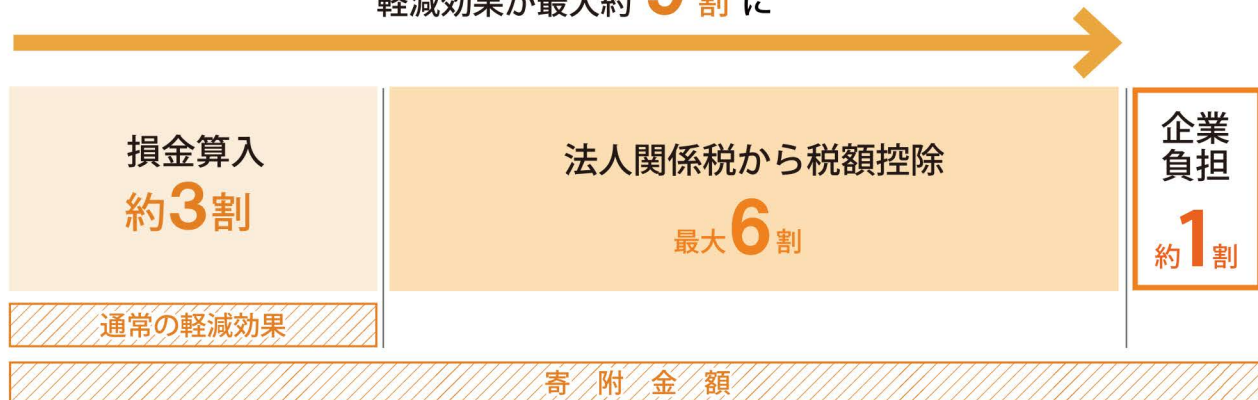 軽減効果が最大約9割に
損金算入
約3割
法人関係税から税額控除
最大6割
企業
負担
約1割
通常の軽減効果
寄附金額